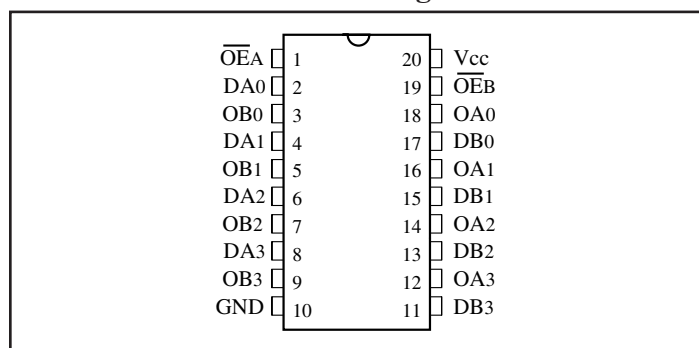 O̅E̅A 1 20 Vcc
DA0 2 19 O̅E̅B
OB0 3 18 OA0
DA1 4 17 DB0
OB1 5 16 OA1
DA2 6 15 DB1
OB2 7 14 OA2
DA3 8 13 DB2
OB3 9 12 OA3
GND 10 11 DB3